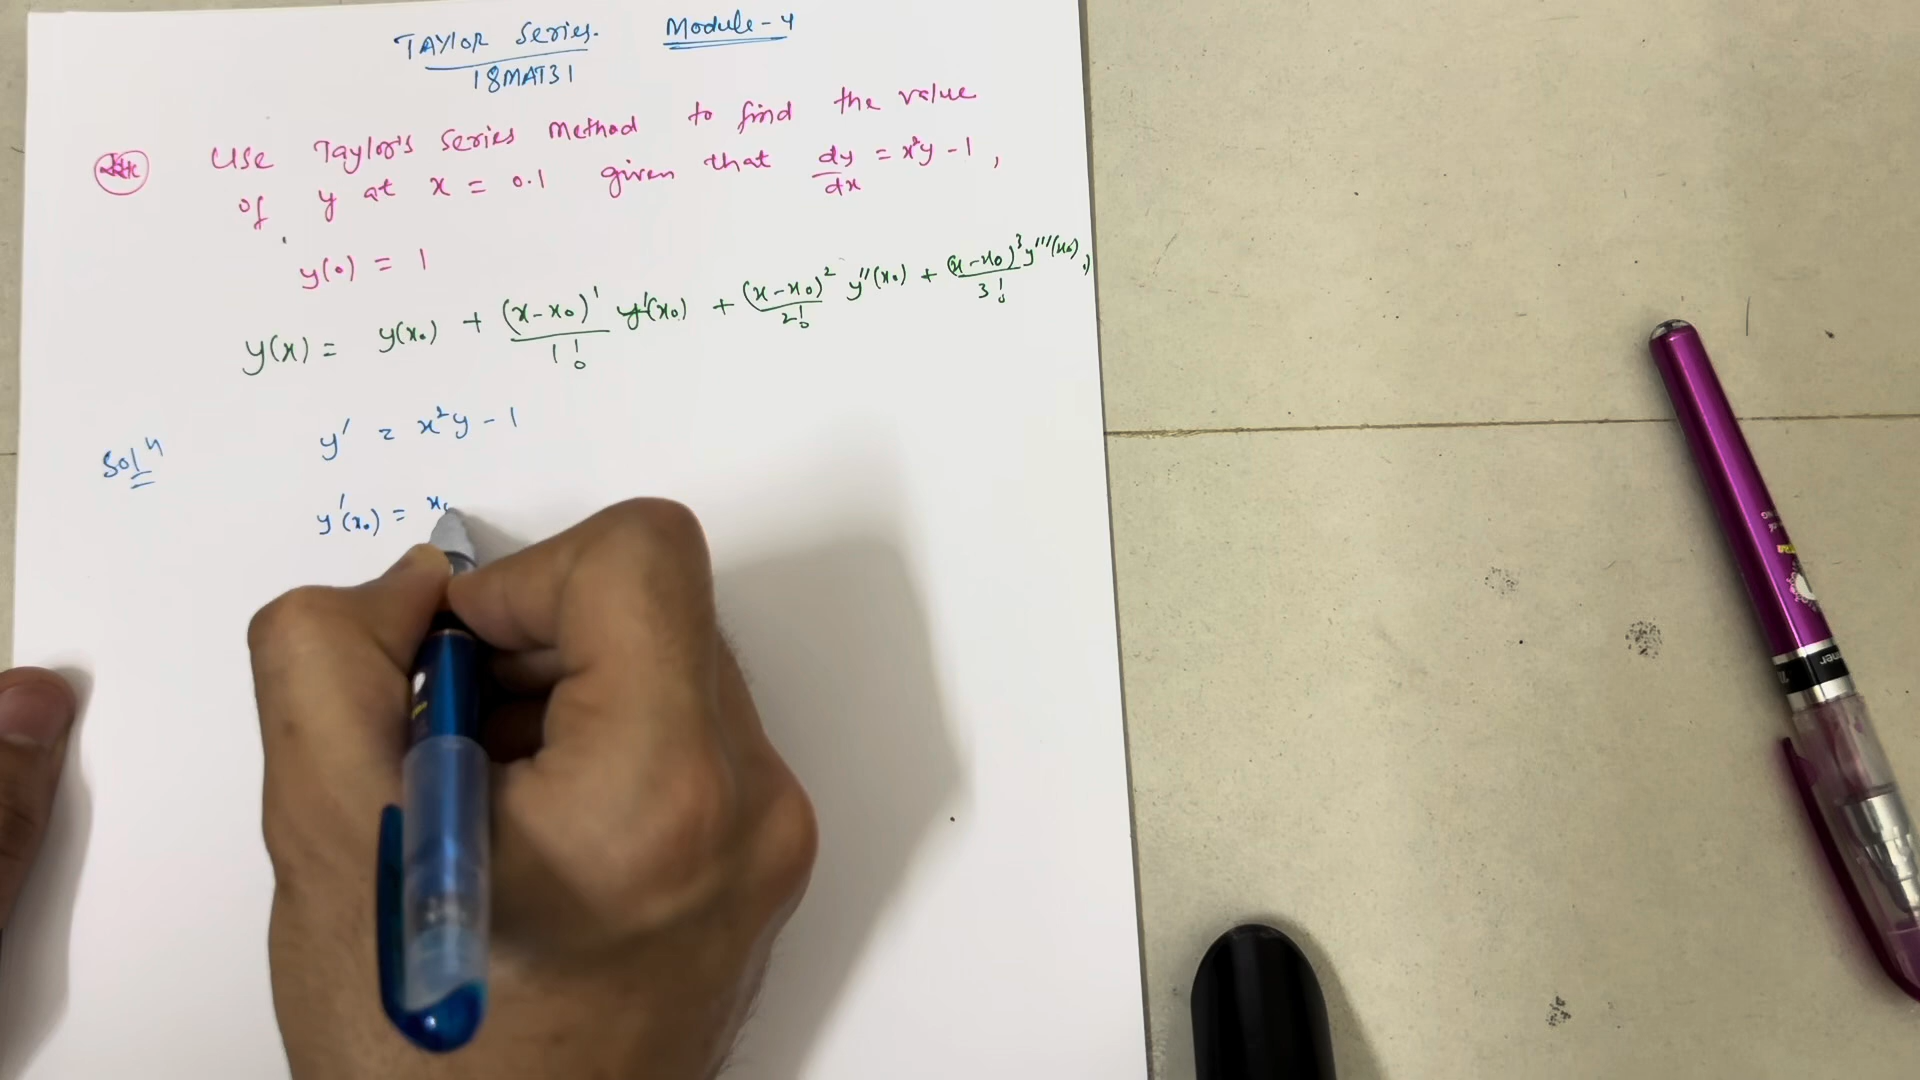 TAYLOR Series. Module - 4
18MAT31
Use Taylor's Series Method to find the value
of y at x = 0.1 given that dy/dx = x²y - 1 ,
y(0) = 1
y(x) = y(x₀) + (x-x₀)¹/1! y'(x₀) + (x-x₀)²/2! y''(x₀) + (x-x₀)³/3! y'''(x₀)
Solⁿ y' = x²y - 1
y'(x₀) = x₀